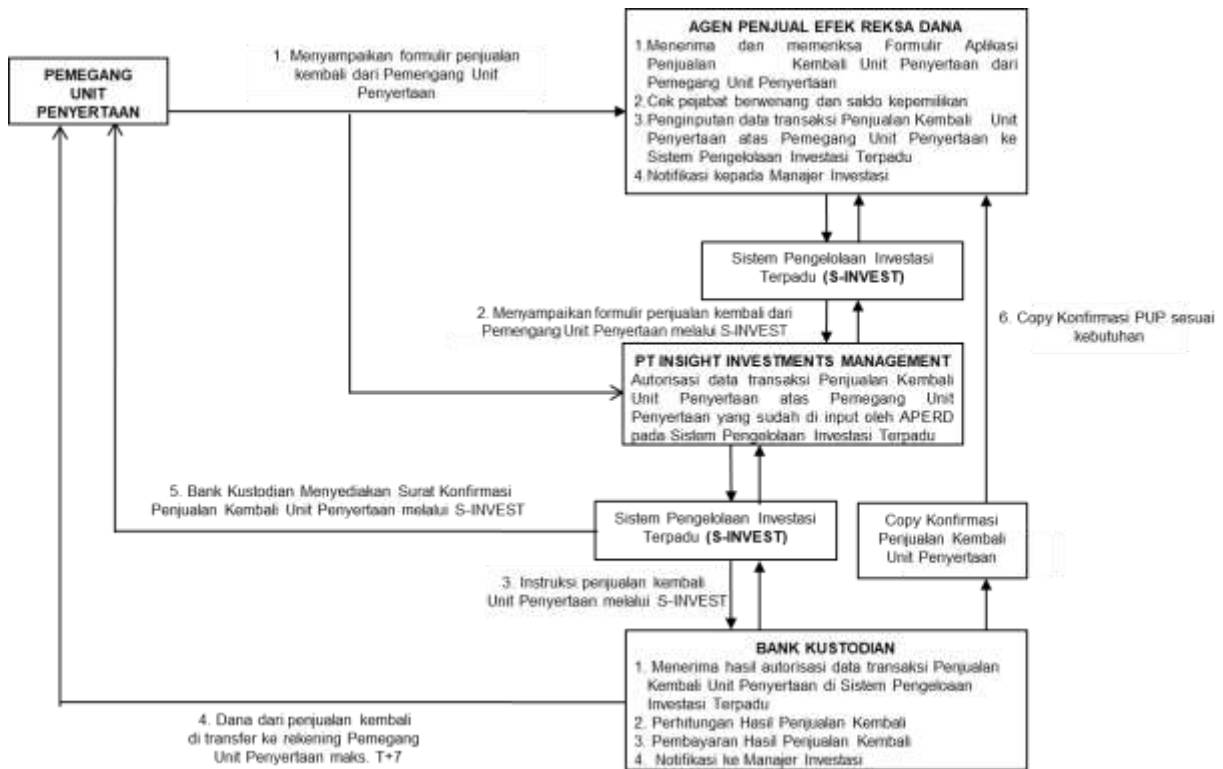 PEMEGANG
UNIT
PENYERTAAN
1. Menyampaikan formulir penjualan
kembali dari Pemengang Unit
Penyertaan
AGEN PENJUAL EFEK REKSA DANA
1.Menerima dan memeriksa Formulir Aplikasi
Penjualan Kembali Unit Penyertaan dari
Pemegang Unit Penyertaan
2.Cek pejabat berwenang dan saldo kepemilikan
3.Penginputan data transaksi Penjualan Kembali Unit
Penyertaan atas Pemegang Unit Penyertaan ke
Sistem Pengelolaan Investasi Terpadu
4.Notifikasi kepada Manajer Investasi
Sistem Pengelolaan Investasi
Terpadu (S-INVEST)
2. Menyampaikan formulir penjualan kembali dari
Pemengang Unit Penyertaan melalui S-INVEST
6. Copy Konfirmasi PUP sesuai
kebutuhan
PT INSIGHT INVESTMENTS MANAGEMENT
Autorisasi data transaksi Penjualan Kembali
Unit Penyertaan atas Pemegang Unit
Penyertaan yang sudah di input oleh APERD
pada Sistem Pengelolaan Investasi Terpadu
5. Bank Kustodian Menyediakan Surat Konfirmasi
Penjualan Kembali Unit Penyertaan melalui S-INVEST
Sistem Pengelolaan Investasi
Terpadu (S-INVEST)
Copy Konfirmasi
Penjualan Kembali
Unit Penyertaan
3. Instruksi penjualan kembali
Unit Penyertaan melalui S-INVEST
BANK KUSTODIAN
1. Menerima hasil autorisasi data transaksi Penjualan
Kembali Unit Penyertaan di Sistem Pengeloaan
Investasi Terpadu
2. Perhitungan Hasil Penjualan Kembali
3. Pembayaran Hasil Penjualan Kembali
4. Notifikasi ke Manajer Investasi
4. Dana dari penjualan kembali
di transfer ke rekening Pemegang
Unit Penyertaan maks. T+7